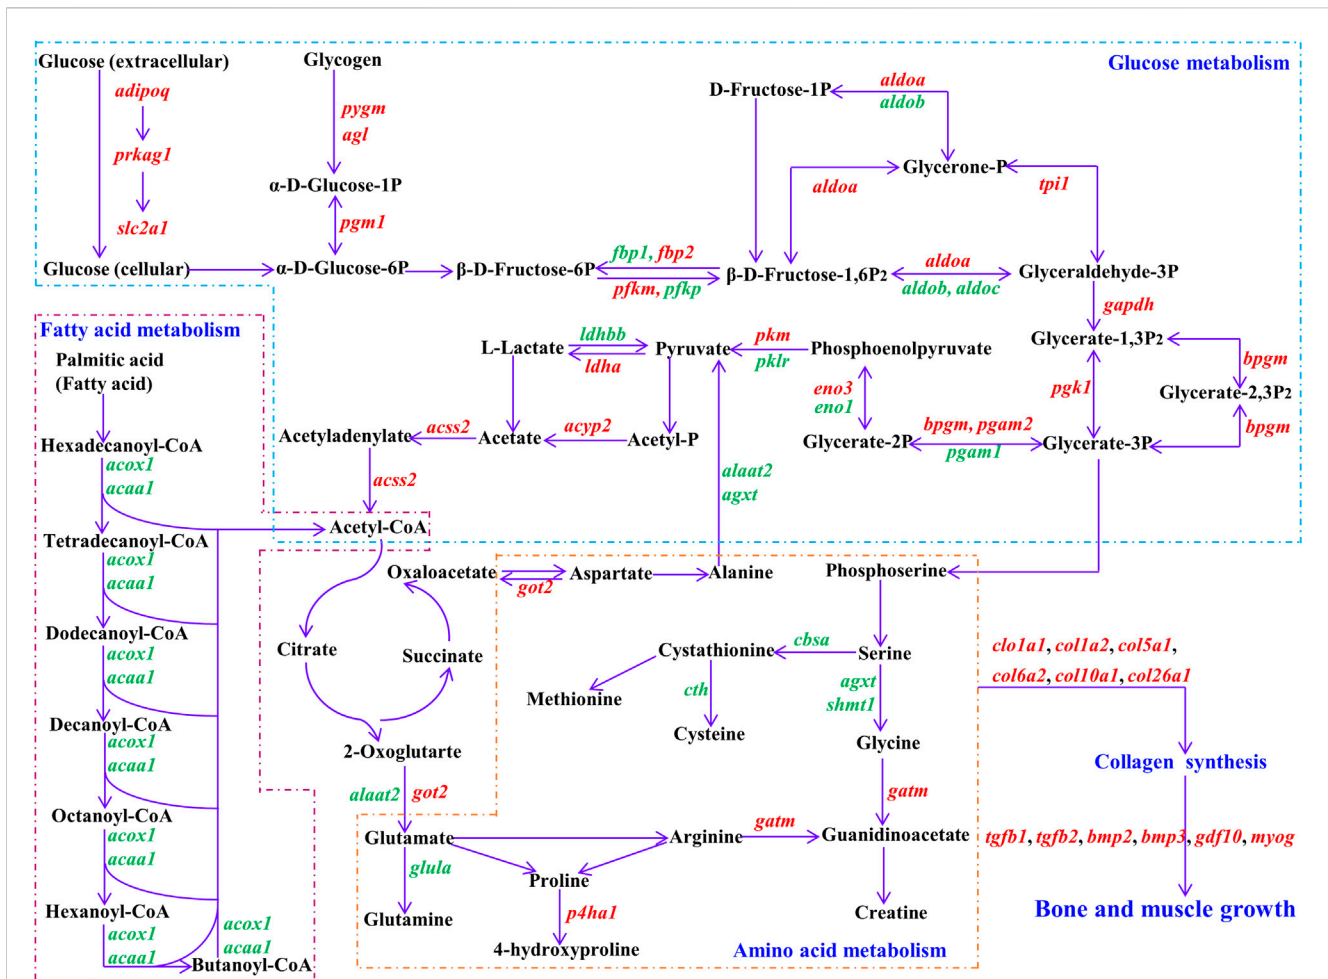 Glucose metabolism
Glucose (extracellular)
adipoq
prkag1
slc2a1
Glucose (cellular)
Glycogen
pygm
agl
α-D-Glucose-1P
pgm1
α-D-Glucose-6P
β-D-Fructose-6P
fbp1, fbp2
pfkm, pfkp
D-Fructose-1P
aldoa
aldob
Glycerone-P
aldoa
tpi1
β-D-Fructose-1,6P2
aldoa
aldob, aldoc
Glyceraldehyde-3P
gapdh
Glycerate-1,3P2
bpgm
Glycerate-2,3P2
bpgm
pgk1
Glycerate-3P
bpgm, pgam2
pgam1
Glycerate-2P
eno3
eno1
Phosphoenolpyruvate
pkm
pklr
Pyruvate
ldhbb
ldha
L-Lactate
Acetyl-P
acyp2
Acetate
acss2
Acetyladenylate
acss2
Acetyl-CoA
alaat2
agxt
Fatty acid metabolism
Palmitic acid
(Fatty acid)
Hexadecanoyl-CoA
acox1
acaa1
Tetradecanoyl-CoA
acox1
acaa1
Dodecanoyl-CoA
acox1
acaa1
Decanoyl-CoA
acox1
acaa1
Octanoyl-CoA
acox1
acaa1
Hexanoyl-CoA
acox1
acaa1
acox1
acaa1
Butanoyl-CoA
Oxaloacetate
got2
Aspartate
Alanine
Citrate
Succinate
2-Oxoglutarte
alaat2
got2
Glutamate
glula
Glutamine
Phosphoserine
Serine
cbsa
Cystathionine
Methionine
cth
Cysteine
agxt
shmt1
Glycine
gatm
Arginine
gatm
Guanidinoacetate
Creatine
Proline
p4ha1
4-hydroxyproline
Amino acid metabolism
clo1a1, col1a2, col5a1,
col6a2, col10a1, col26a1
Collagen synthesis
tgfb1, tgfb2, bmp2, bmp3, gdf10, myog
Bone and muscle growth